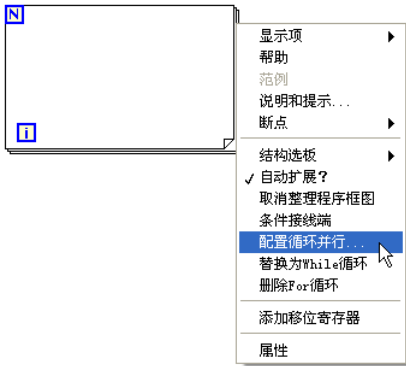 N
i
显示项
帮助
范例
说明和提示...
断点
结构选板
自动扩展?
取消整理程序框图
条件接线端
配置循环并行...
替换为While循环
删除For循环
添加移位寄存器
属性